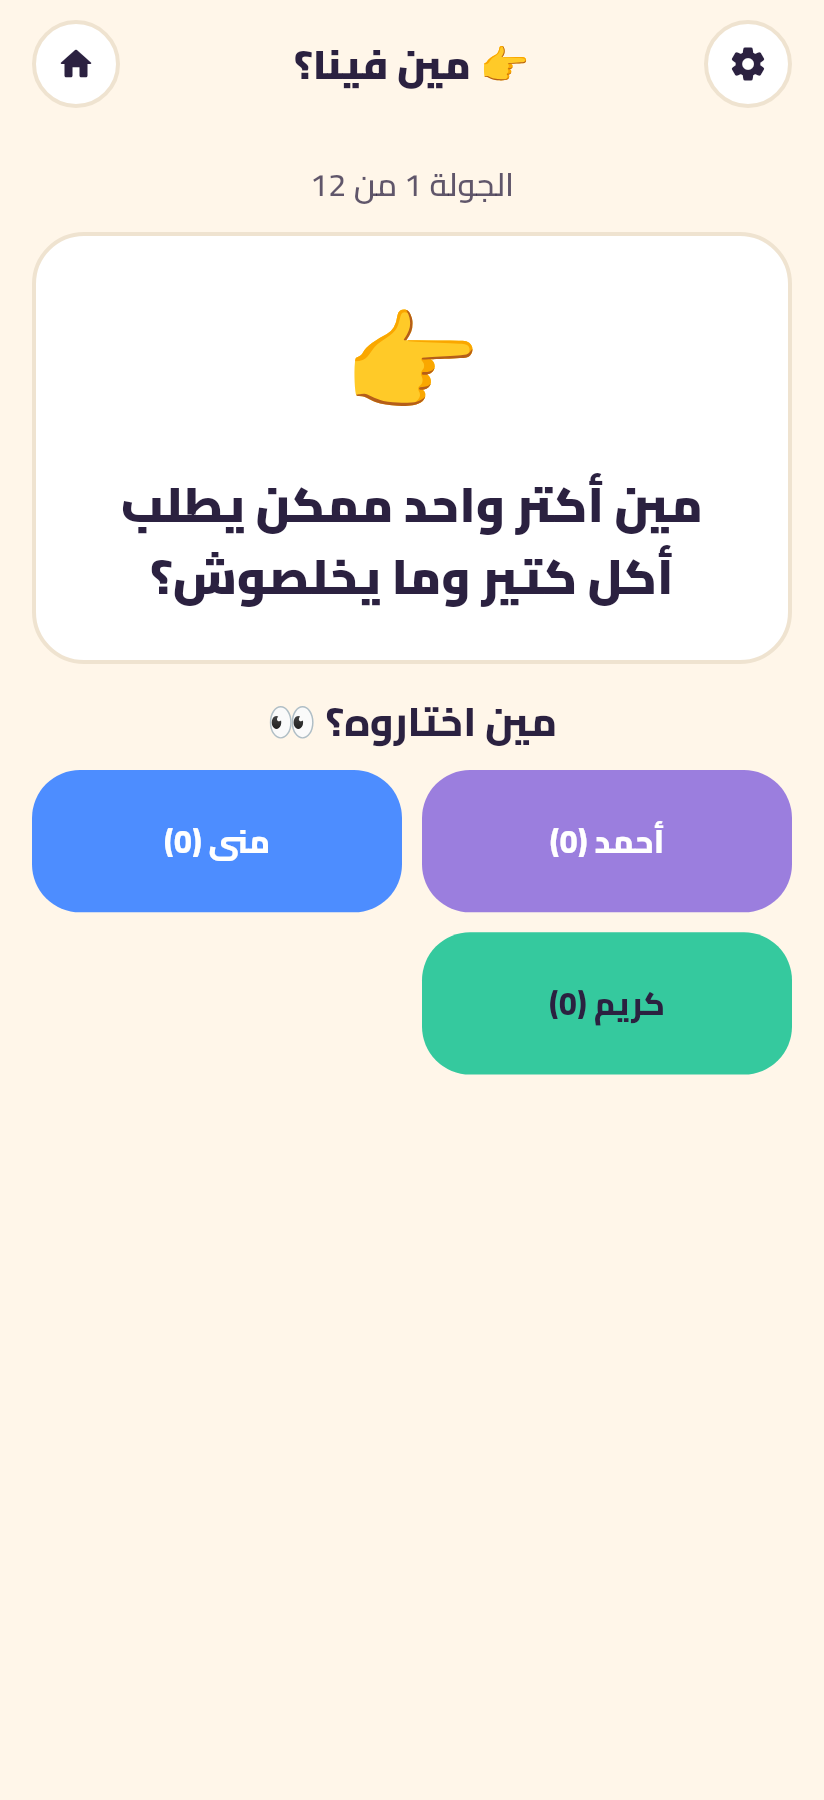 👉 مين فينا؟
الجولة 1 من 12
👉
مين أكتر واحد ممكن يطلب
أكل كتير وما يخلصوش؟
مين اختاروه؟ 👀
أحمد (0)
منى (0)
كريم (0)